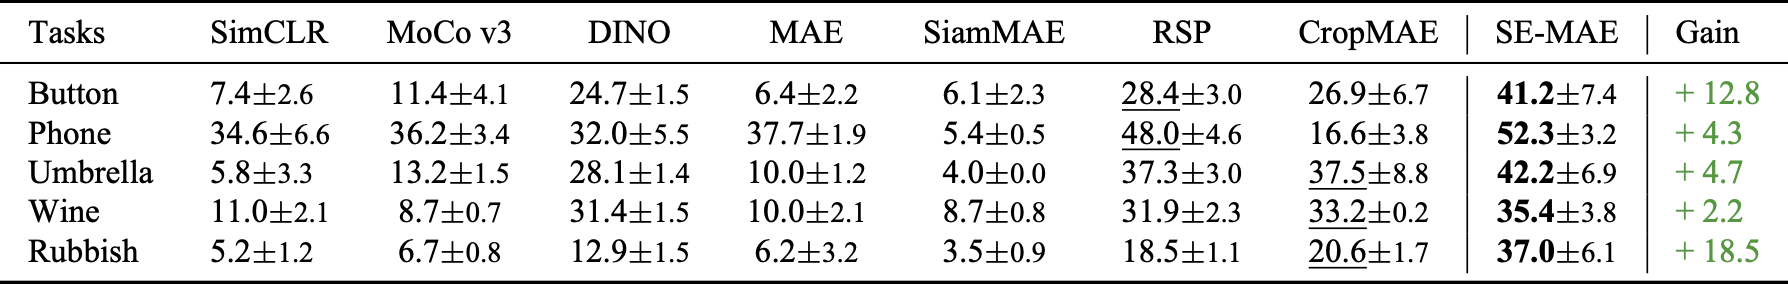 Tasks SimCLR MoCo v3 DINO MAE SiamMAE RSP CropMAE SE-MAE Gain
Button 7.4±2.6 11.4±4.1 24.7±1.5 6.4±2.2 6.1±2.3 28.4±3.0 26.9±6.7 41.2±7.4 + 12.8
Phone 34.6±6.6 36.2±3.4 32.0±5.5 37.7±1.9 5.4±0.5 48.0±4.6 16.6±3.8 52.3±3.2 + 4.3
Umbrella 5.8±3.3 13.2±1.5 28.1±1.4 10.0±1.2 4.0±0.0 37.3±3.0 37.5±8.8 42.2±6.9 + 4.7
Wine 11.0±2.1 8.7±0.7 31.4±1.5 10.0±2.1 8.7±0.8 31.9±2.3 33.2±0.2 35.4±3.8 + 2.2
Rubbish 5.2±1.2 6.7±0.8 12.9±1.5 6.2±3.2 3.5±0.9 18.5±1.1 20.6±1.7 37.0±6.1 + 18.5